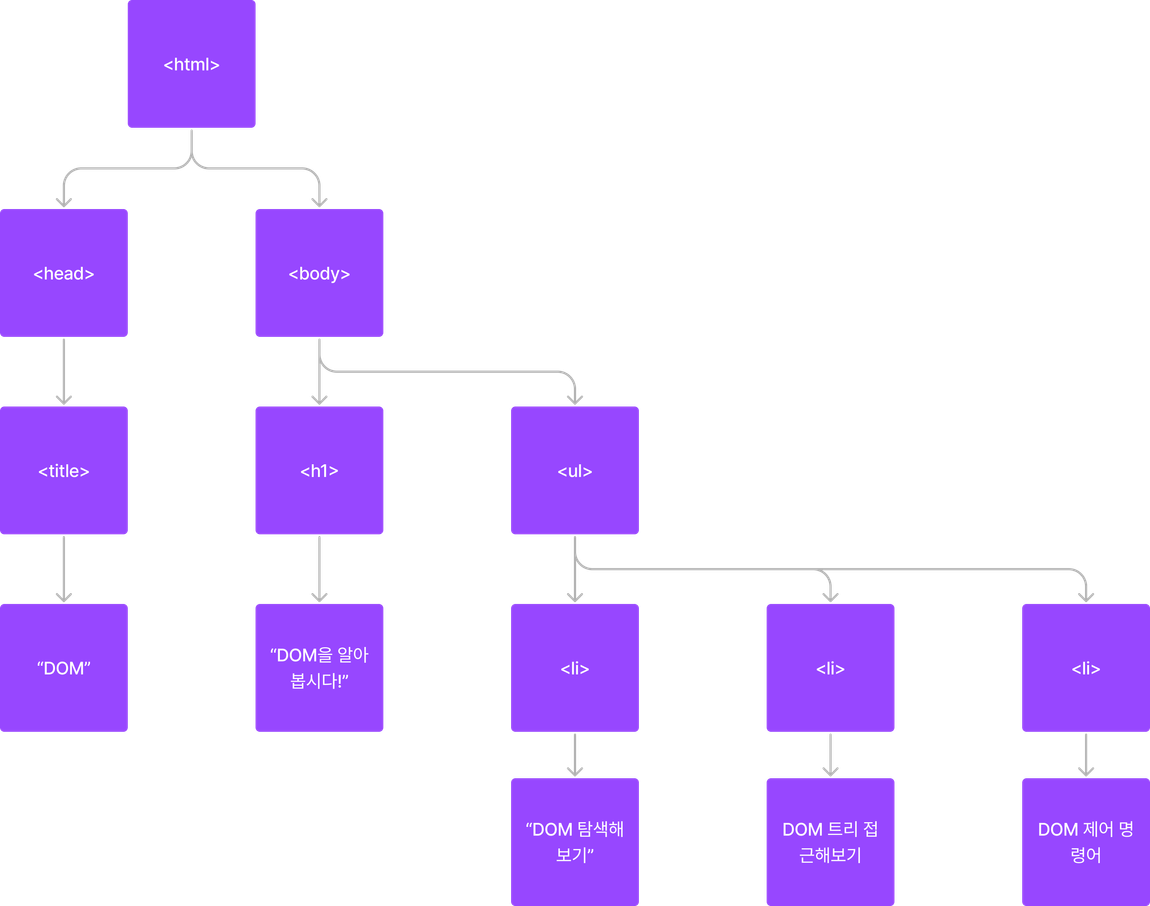 <html>
<head>
<body>
<title>
<h1>
<ul>
“DOM”
“DOM을 알아
봅시다!”
<li>
<li>
<li>
“DOM 탐색해
보기”
DOM 트리 접
근해보기
DOM 제어 명
령어